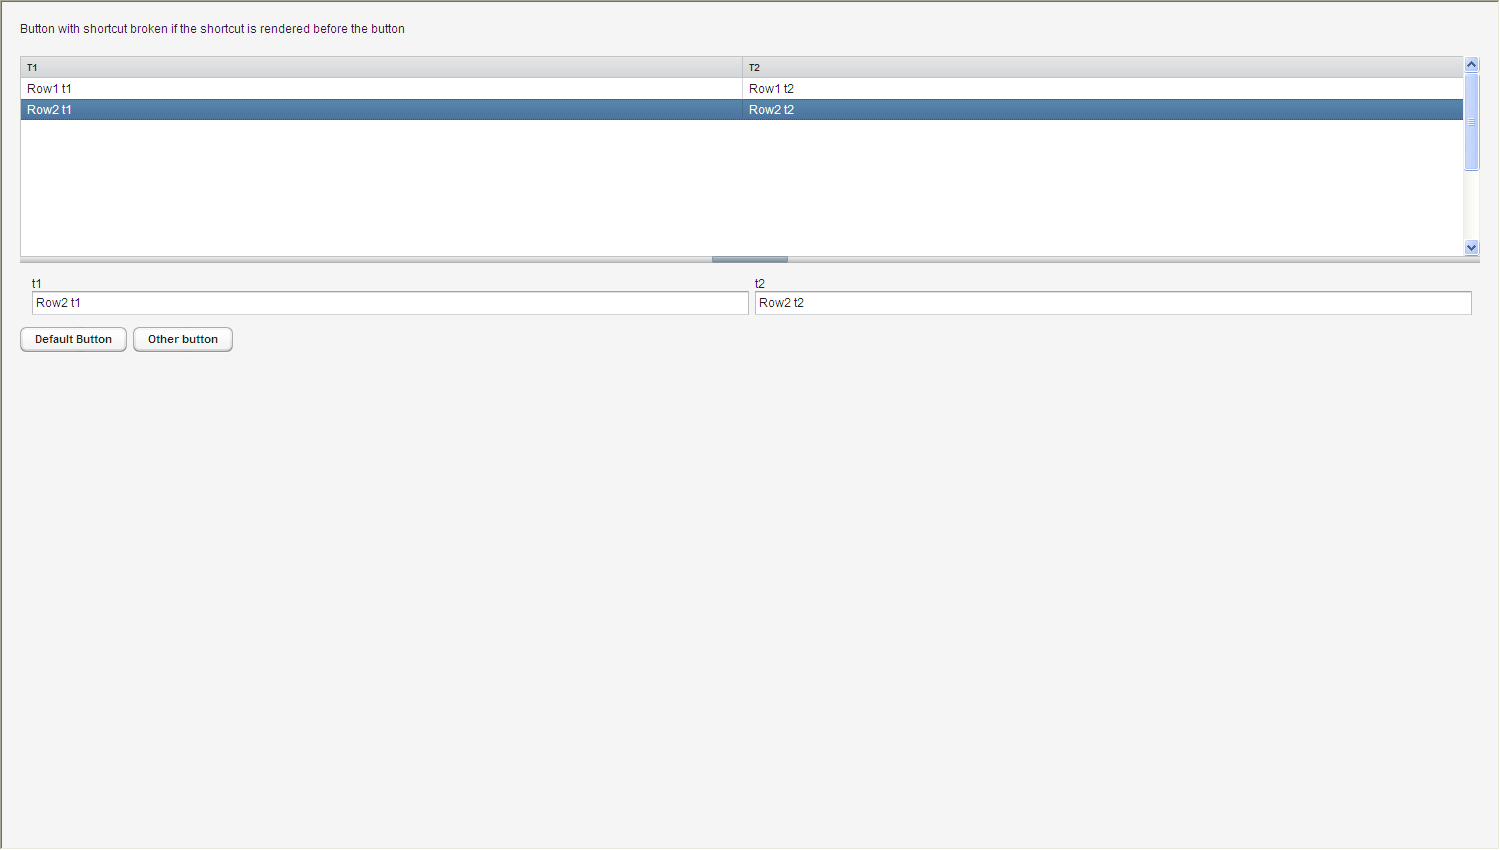 Button with shortcut broken if the shortcut is rendered before the button
T1 T2
Row1 t1 Row1 t2
Row2 t1 Row2 t2
t1 t2
Row2 t1 Row2 t2
Default Button Other button